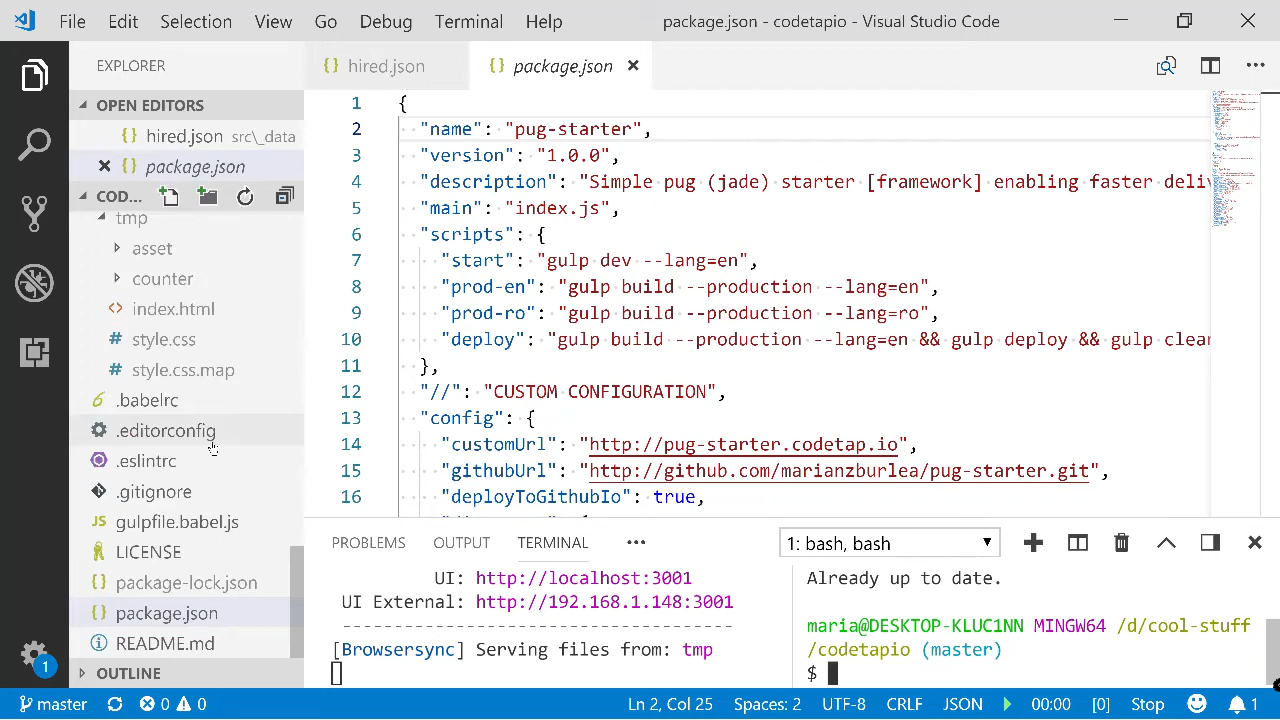 File Edit Selection View Go Debug Terminal Help package.json - codetapio - Visual Studio Code
EXPLORER
OPEN EDITORS
hired.json src\_data
package.json
COD...
tmp
asset
counter
index.html
style.css
style.css.map
.babelrc
.editorconfig
.eslintrc
.gitignore
gulpfile.babel.js
LICENSE
package-lock.json
package.json
README.md
OUTLINE
hired.json package.json
1 {
2 "name": "pug-starter",
3 "version": "1.0.0",
4 "description": "Simple pug (jade) starter [framework] enabling faster deli
5 "main": "index.js",
6 "scripts": {
7 "start": "gulp dev --lang=en",
8 "prod-en": "gulp build --production --lang=en",
9 "prod-ro": "gulp build --production --lang=ro",
10 "deploy": "gulp build --production --lang=en && gulp deploy && gulp clean
11 },
12 "//": "CUSTOM CONFIGURATION",
13 "config": {
14 "customUrl": "http://pug-starter.codetap.io",
15 "githubUrl": "http://github.com/marianzburlea/pug-starter.git",
16 "deployToGithubIo": true,
PROBLEMS OUTPUT TERMINAL ••• 1: bash, bash
UI: http://localhost:3001
UI External: http://192.168.1.148:3001
-------------------------------------
[Browsersync] Serving files from: tmp
Already up to date.
maria@DESKTOP-KLUC1NN MINGW64 /d/cool-stuff
/codetapio (master)
$
master 0 0 Ln 2, Col 25 Spaces: 2 UTF-8 CRLF JSON 00:00 [0] Stop 1